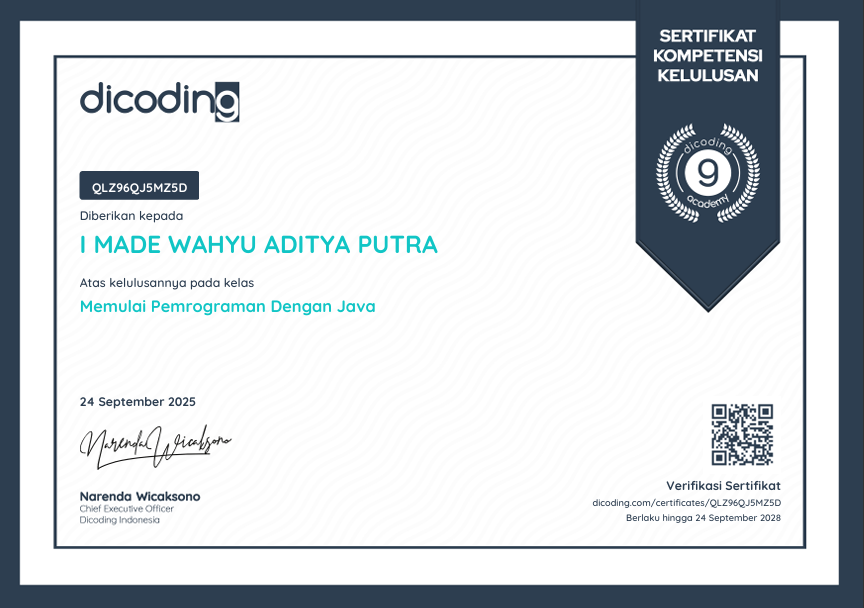 SERTIFIKAT
KOMPETENSI
KELULUSAN
dicoding
dicoding
9
academy
QLZ96QJ5MZ5D
Diberikan kepada
I MADE WAHYU ADITYA PUTRA
Atas kelulusannya pada kelas
Memulai Pemrograman Dengan Java
24 September 2025
Narenda Wicaksono
Narenda Wicaksono
Chief Executive Officer
Dicoding Indonesia
Verifikasi Sertifikat
dicoding.com/certificates/QLZ96QJ5MZ5D
Berlaku hingga 24 September 2028